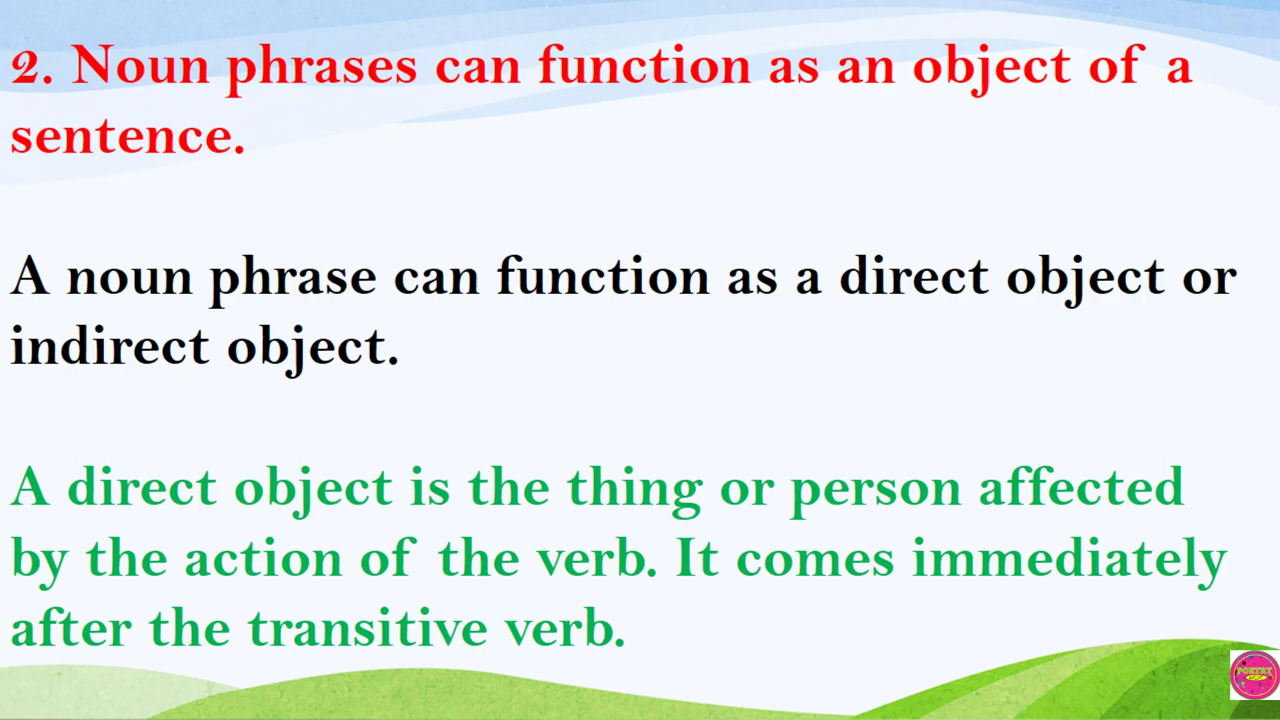 2. Noun phrases can function as an object of a
sentence.
A noun phrase can function as a direct object or
indirect object.
A direct object is the thing or person affected
by the action of the verb. It comes immediately
after the transitive verb.
POETRY